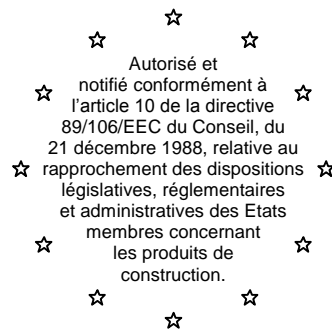 Autorisé et
notifié conformément à
l'article 10 de la directive
89/106/EEC du Conseil, du
21 décembre 1988, relative au
rapprochement des dispositions
législatives, réglementaires
et administratives des Etats
membres concernant
les produits de
construction.